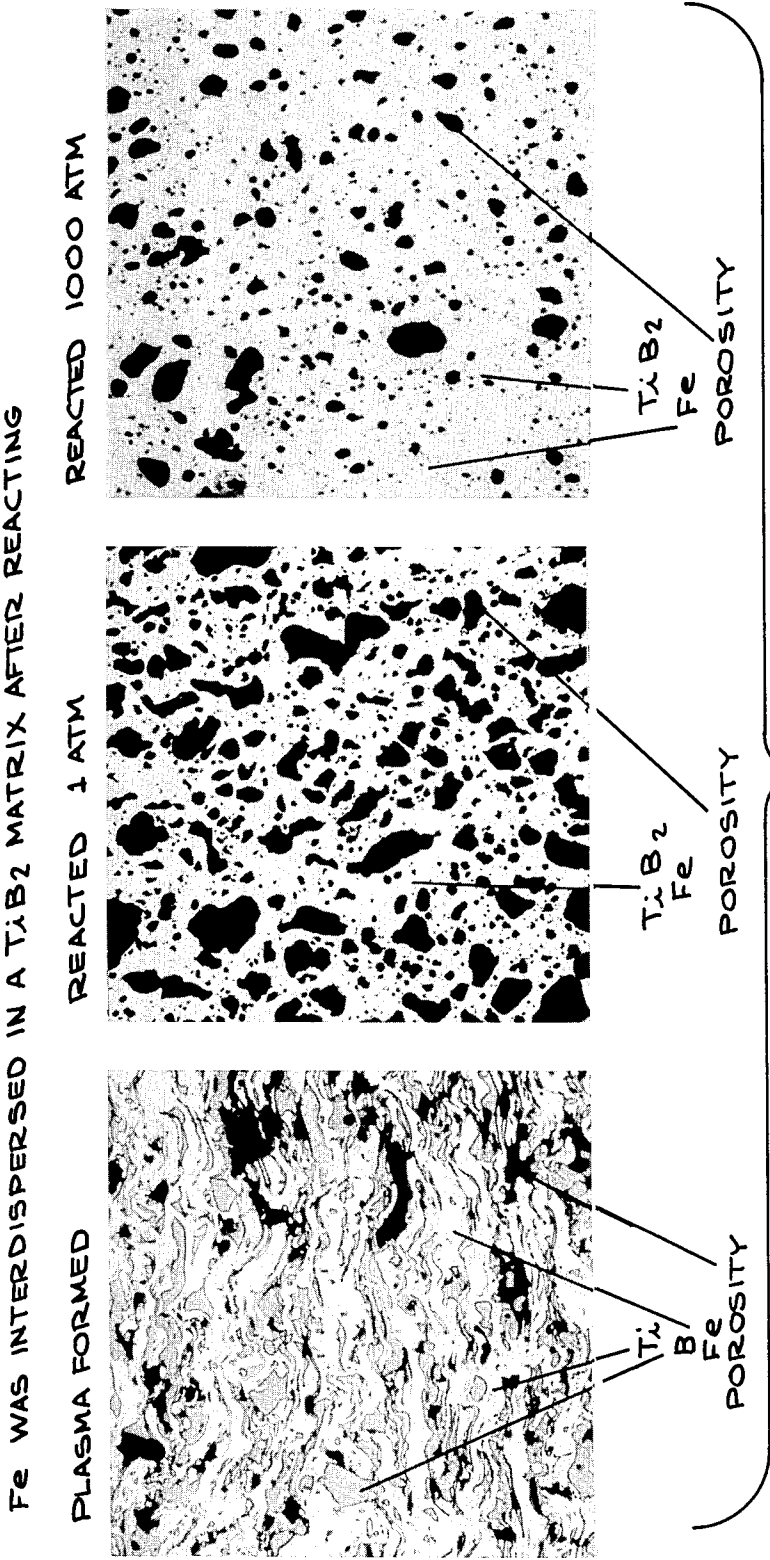 Fe WAS INTERDISPERSED IN A TiB2 MATRIX AFTER REACTING
PLASMA FORMED
REACTED 1 ATM
REACTED 1000 ATM
Ti
B
Fe
POROSITY
TiB2
Fe
POROSITY
TiB2
Fe
POROSITY